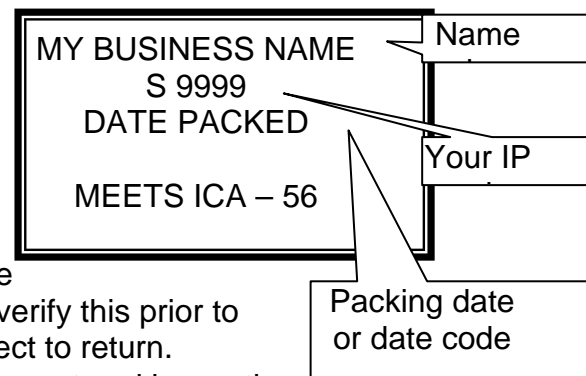 MY BUSINESS NAME
S 9999
DATE PACKED
MEETS ICA – 56
Name
Your IP
Packing date
or date code
verify this prior to
ect to return.